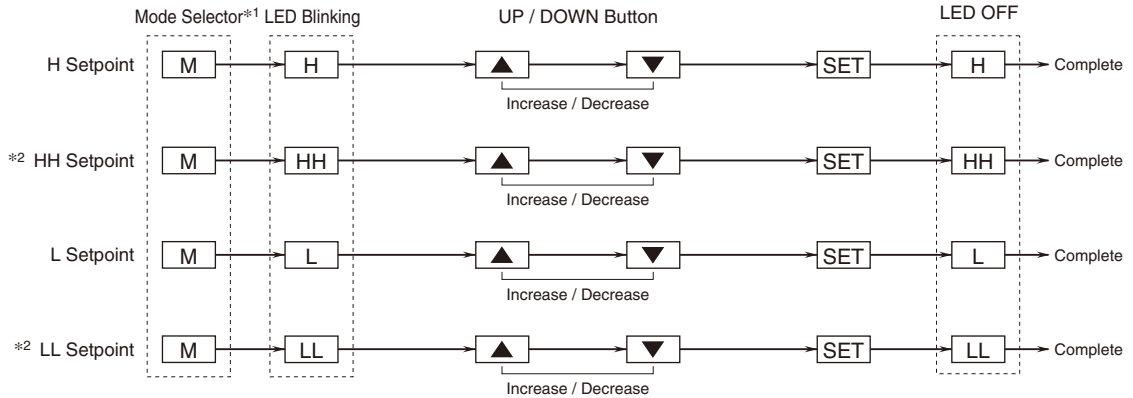 Mode Selector*1 LED Blinking UP / DOWN Button LED OFF
H Setpoint M H ▲ ▼ SET H Complete
Increase / Decrease
*2 HH Setpoint M HH ▲ ▼ SET HH Complete
Increase / Decrease
L Setpoint M L ▲ ▼ SET L Complete
Increase / Decrease
*2 LL Setpoint M LL ▲ ▼ SET LL Complete
Increase / Decrease